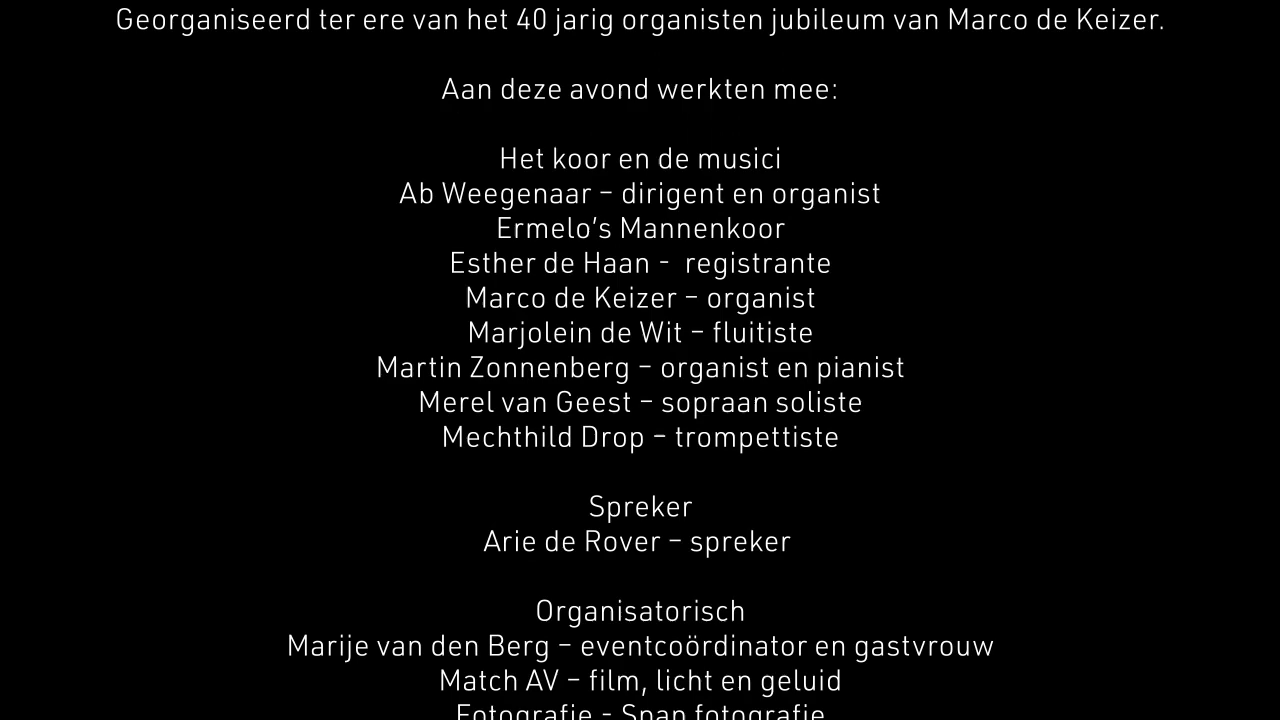 Georganiseerd ter ere van het 40 jarig organisten jubileum van Marco de Keizer.
Aan deze avond werkten mee:
Het koor en de musici
Ab Weegenaar – dirigent en organist
Ermelo’s Mannenkoor
Esther de Haan -  registrante
Marco de Keizer – organist
Marjolein de Wit – fluitiste
Martin Zonnenberg – organist en pianist
Merel van Geest – sopraan soliste
Mechthild Drop – trompettiste
Spreker
Arie de Rover – spreker
Organisatorisch
Marije van den Berg – eventcoördinator en gastvrouw
Match AV – film, licht en geluid
Fotografie - Snap fotografie